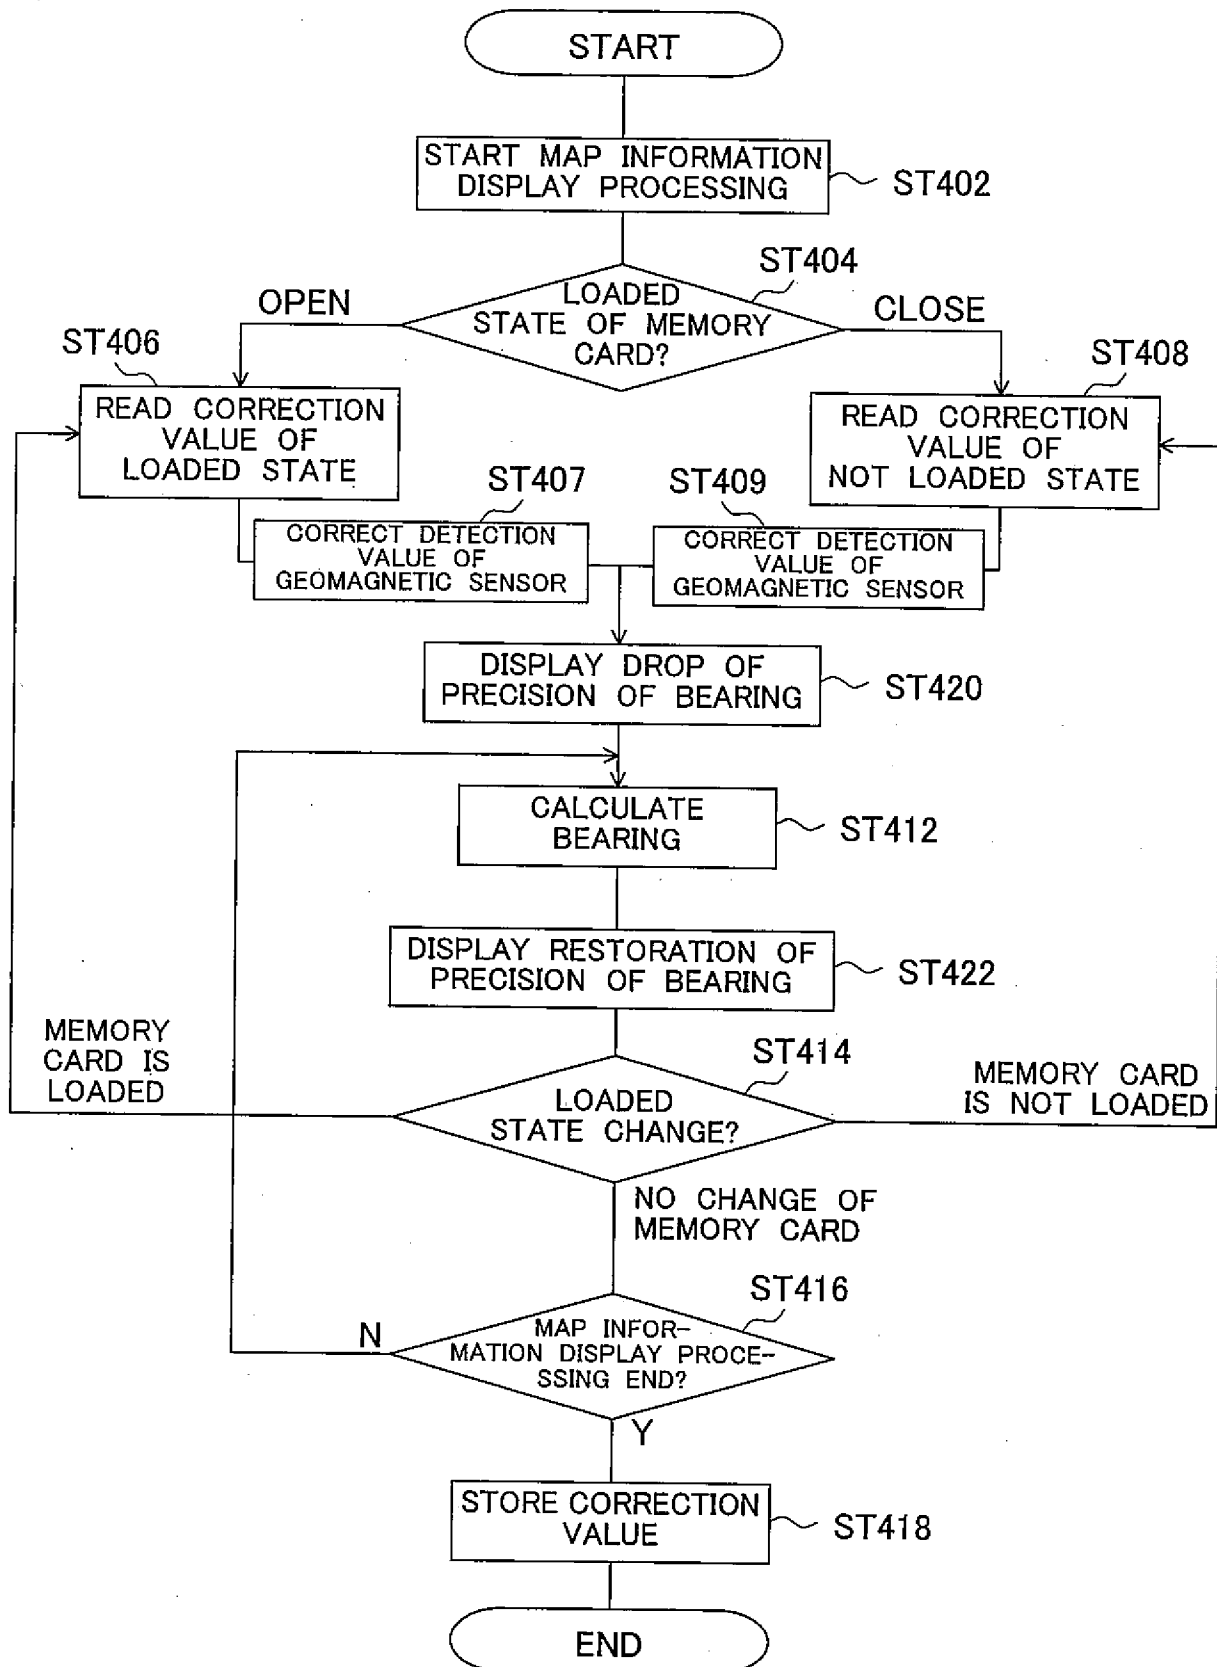 START
START MAP INFORMATION
DISPLAY PROCESSING
ST402
ST404
LOADED
STATE OF MEMORY
CARD?
OPEN
CLOSE
ST406
READ CORRECTION
VALUE OF
LOADED STATE
ST408
READ CORRECTION
VALUE OF
NOT LOADED STATE
ST407
CORRECT DETECTION
VALUE OF
GEOMAGNETIC SENSOR
ST409
CORRECT DETECTION
VALUE OF
GEOMAGNETIC SENSOR
DISPLAY DROP OF
PRECISION OF BEARING
ST420
CALCULATE
BEARING
ST412
DISPLAY RESTORATION OF
PRECISION OF BEARING
ST422
MEMORY
CARD IS
LOADED
ST414
LOADED
STATE CHANGE?
MEMORY CARD
IS NOT LOADED
NO CHANGE OF
MEMORY CARD
ST416
N
MAP INFOR-
MATION DISPLAY PROCE-
SSING END?
Y
STORE CORRECTION
VALUE
ST418
END